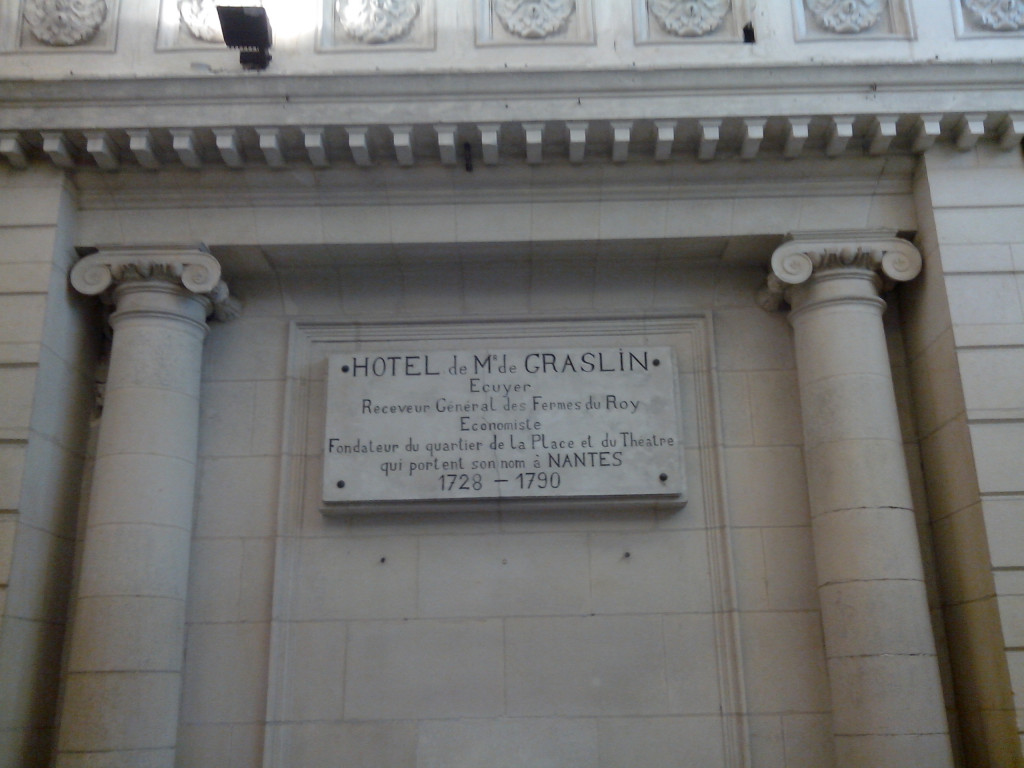 •HOTEL de Mr de GRASLIN•
Ecuyer
Receveur Général des Fermes du Roy
Economiste
Fondateur du quartier de la Place et du Théatre
qui portent son nom à NANTES
1728 - 1790